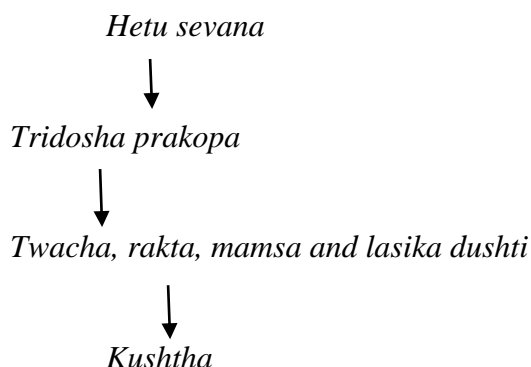 Hetu sevana
Tridosha prakopa
Twacha, rakta, mamsa and lasika dushti
Kushtha